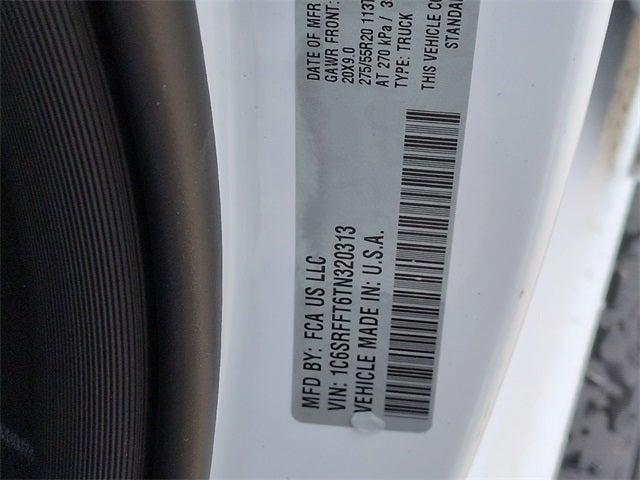 MFD BY: FCA US LLC
DATE OF MFR
GAWR FRONT:
20X9.0
VIN: 1C6SRFFT6TN320313
275/55R20 113T
AT 270 kPa / 3
VEHICLE MADE IN: U.S.A.
TYPE: TRUCK
THIS VEHICLE CO
STANDA